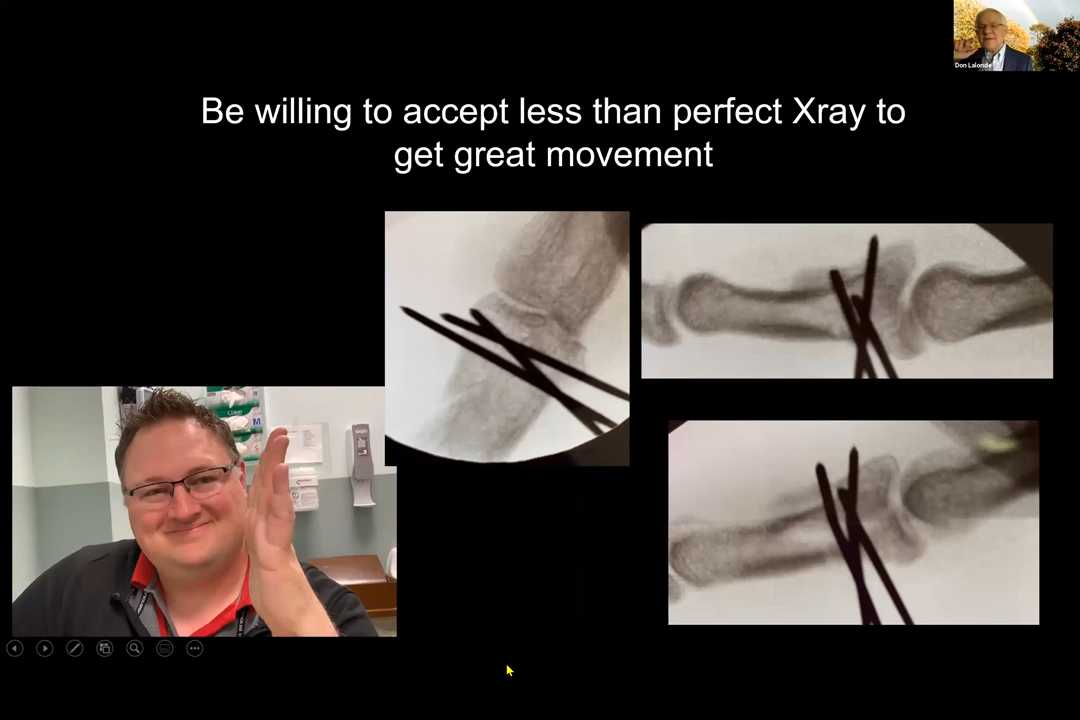 Don Lalonde
Be willing to accept less than perfect Xray to
get great movement
M